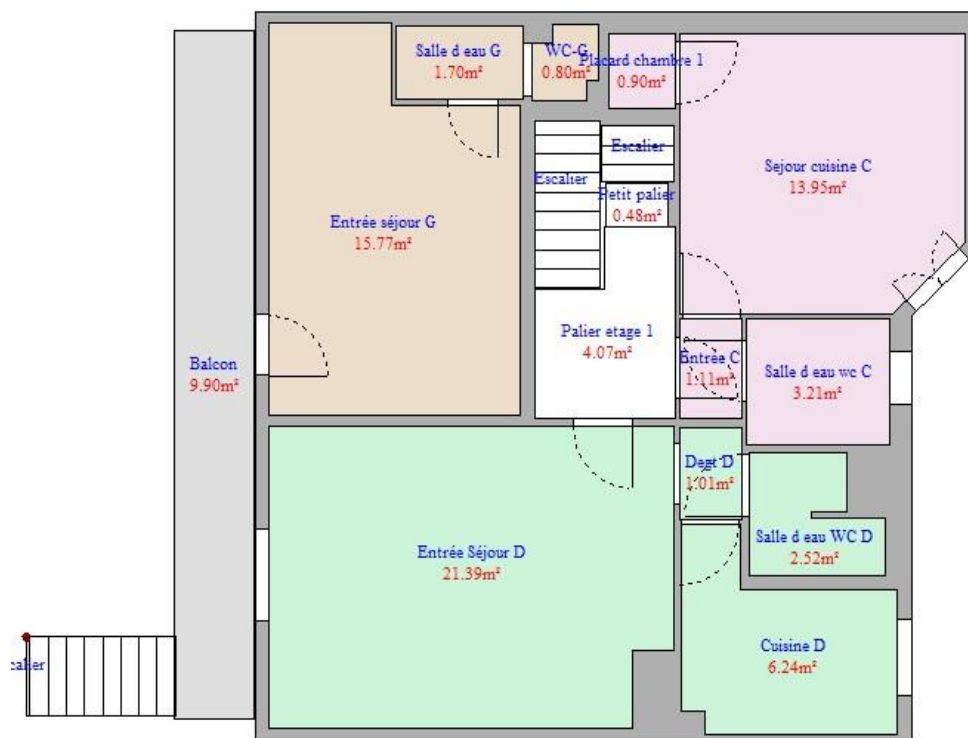 Salle d eau G
1.70m²
WC-G
0.80m²
Placard chambre 1
0.90m²
Escalier
Escalier
Petit palier
0.48m²
Sejour cuisine C
13.95m²
Entrée séjour G
15.77m²
Palier etage 1
4.07m²
Entrée C
1.11m²
Salle d eau wc C
3.21m²
Balcon
9.90m²
Degt D
1.01m²
Entrée Séjour D
21.39m²
Salle d eau WC D
2.52m²
Cuisine D
6.24m²
calier